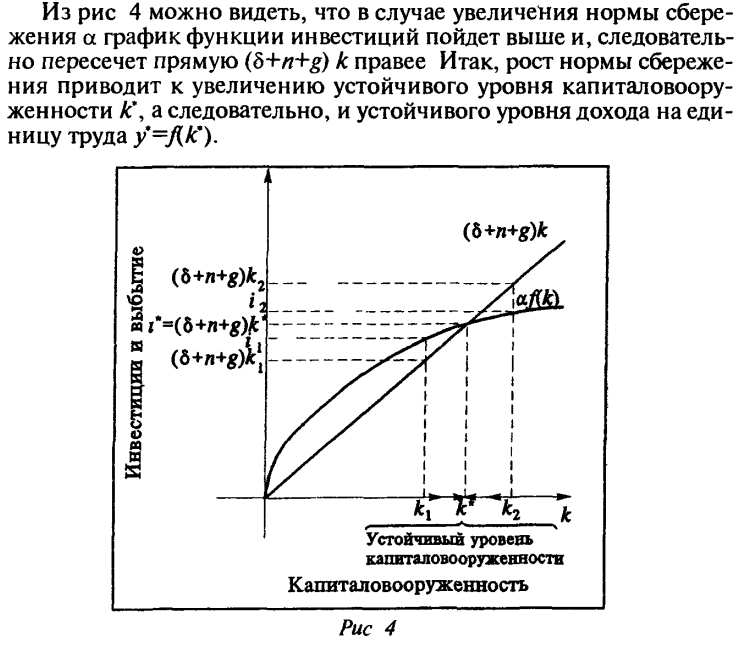 Из рис 4 можно видеть, что в случае увеличения нормы сбере-
жения α график функции инвестиций пойдет выше и, следователь-
но пересечет прямую (δ+n+g) k правее Итак, рост нормы сбереже-
ния приводит к увеличению устойчивого уровня капиталовоору-
женности k*, а следовательно, и устойчивого уровня дохода на еди-
ницу труда y*=f(k*).
(δ+n+g)k
(δ+n+g)k₂
i₂
αf(k)
ι*=(δ+n+g)k*
i₁
(δ+n+g)k₁
Инвестиции и выбытие
k₁ k* k₂ k
Устойчивый уровень
капиталовооруженности
Капиталовооруженность
Рис 4